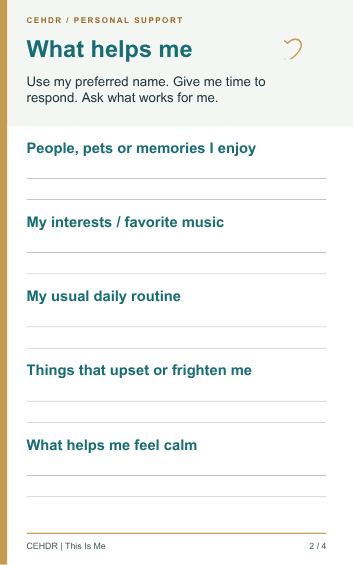 CEHDR / PERSONAL SUPPORT
What helps me
Use my preferred name. Give me time to
respond. Ask what works for me.
People, pets or memories I enjoy
My interests / favorite music
My usual daily routine
Things that upset or frighten me
What helps me feel calm
CEHDR | This Is Me
2 / 4